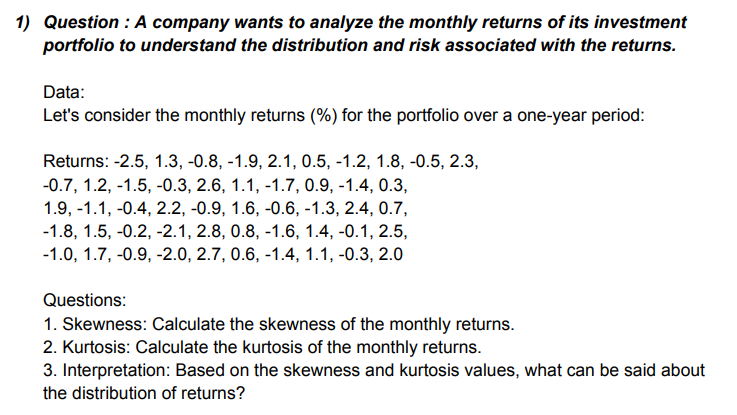 1) Question : A company wants to analyze the monthly returns of its investment
portfolio to understand the distribution and risk associated with the returns.
Data:
Let's consider the monthly returns (%) for the portfolio over a one-year period:
Returns: -2.5, 1.3, -0.8, -1.9, 2.1, 0.5, -1.2, 1.8, -0.5, 2.3,
-0.7, 1.2, -1.5, -0.3, 2.6, 1.1, -1.7, 0.9, -1.4, 0.3,
1.9, -1.1, -0.4, 2.2, -0.9, 1.6, -0.6, -1.3, 2.4, 0.7,
-1.8, 1.5, -0.2, -2.1, 2.8, 0.8, -1.6, 1.4, -0.1, 2.5,
-1.0, 1.7, -0.9, -2.0, 2.7, 0.6, -1.4, 1.1, -0.3, 2.0
Questions:
1. Skewness: Calculate the skewness of the monthly returns.
2. Kurtosis: Calculate the kurtosis of the monthly returns.
3. Interpretation: Based on the skewness and kurtosis values, what can be said about
the distribution of returns?